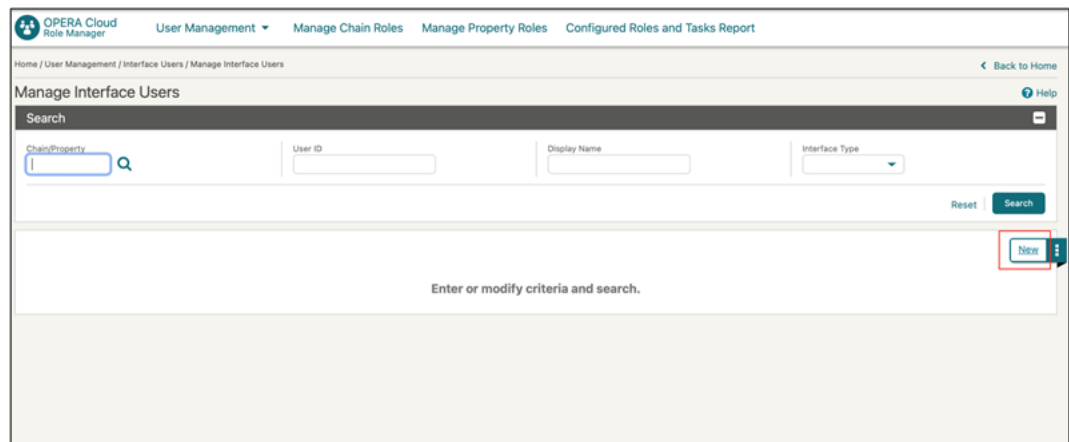 OPERA Cloud
Role Manager
User Management Manage Chain Roles Manage Property Roles Configured Roles and Tasks Report
Home / User Management / Interface Users / Manage Interface Users Back to Home
Manage Interface Users Help
Search
Chain/Property User ID Display Name Interface Type
Reset Search
New
Enter or modify criteria and search.